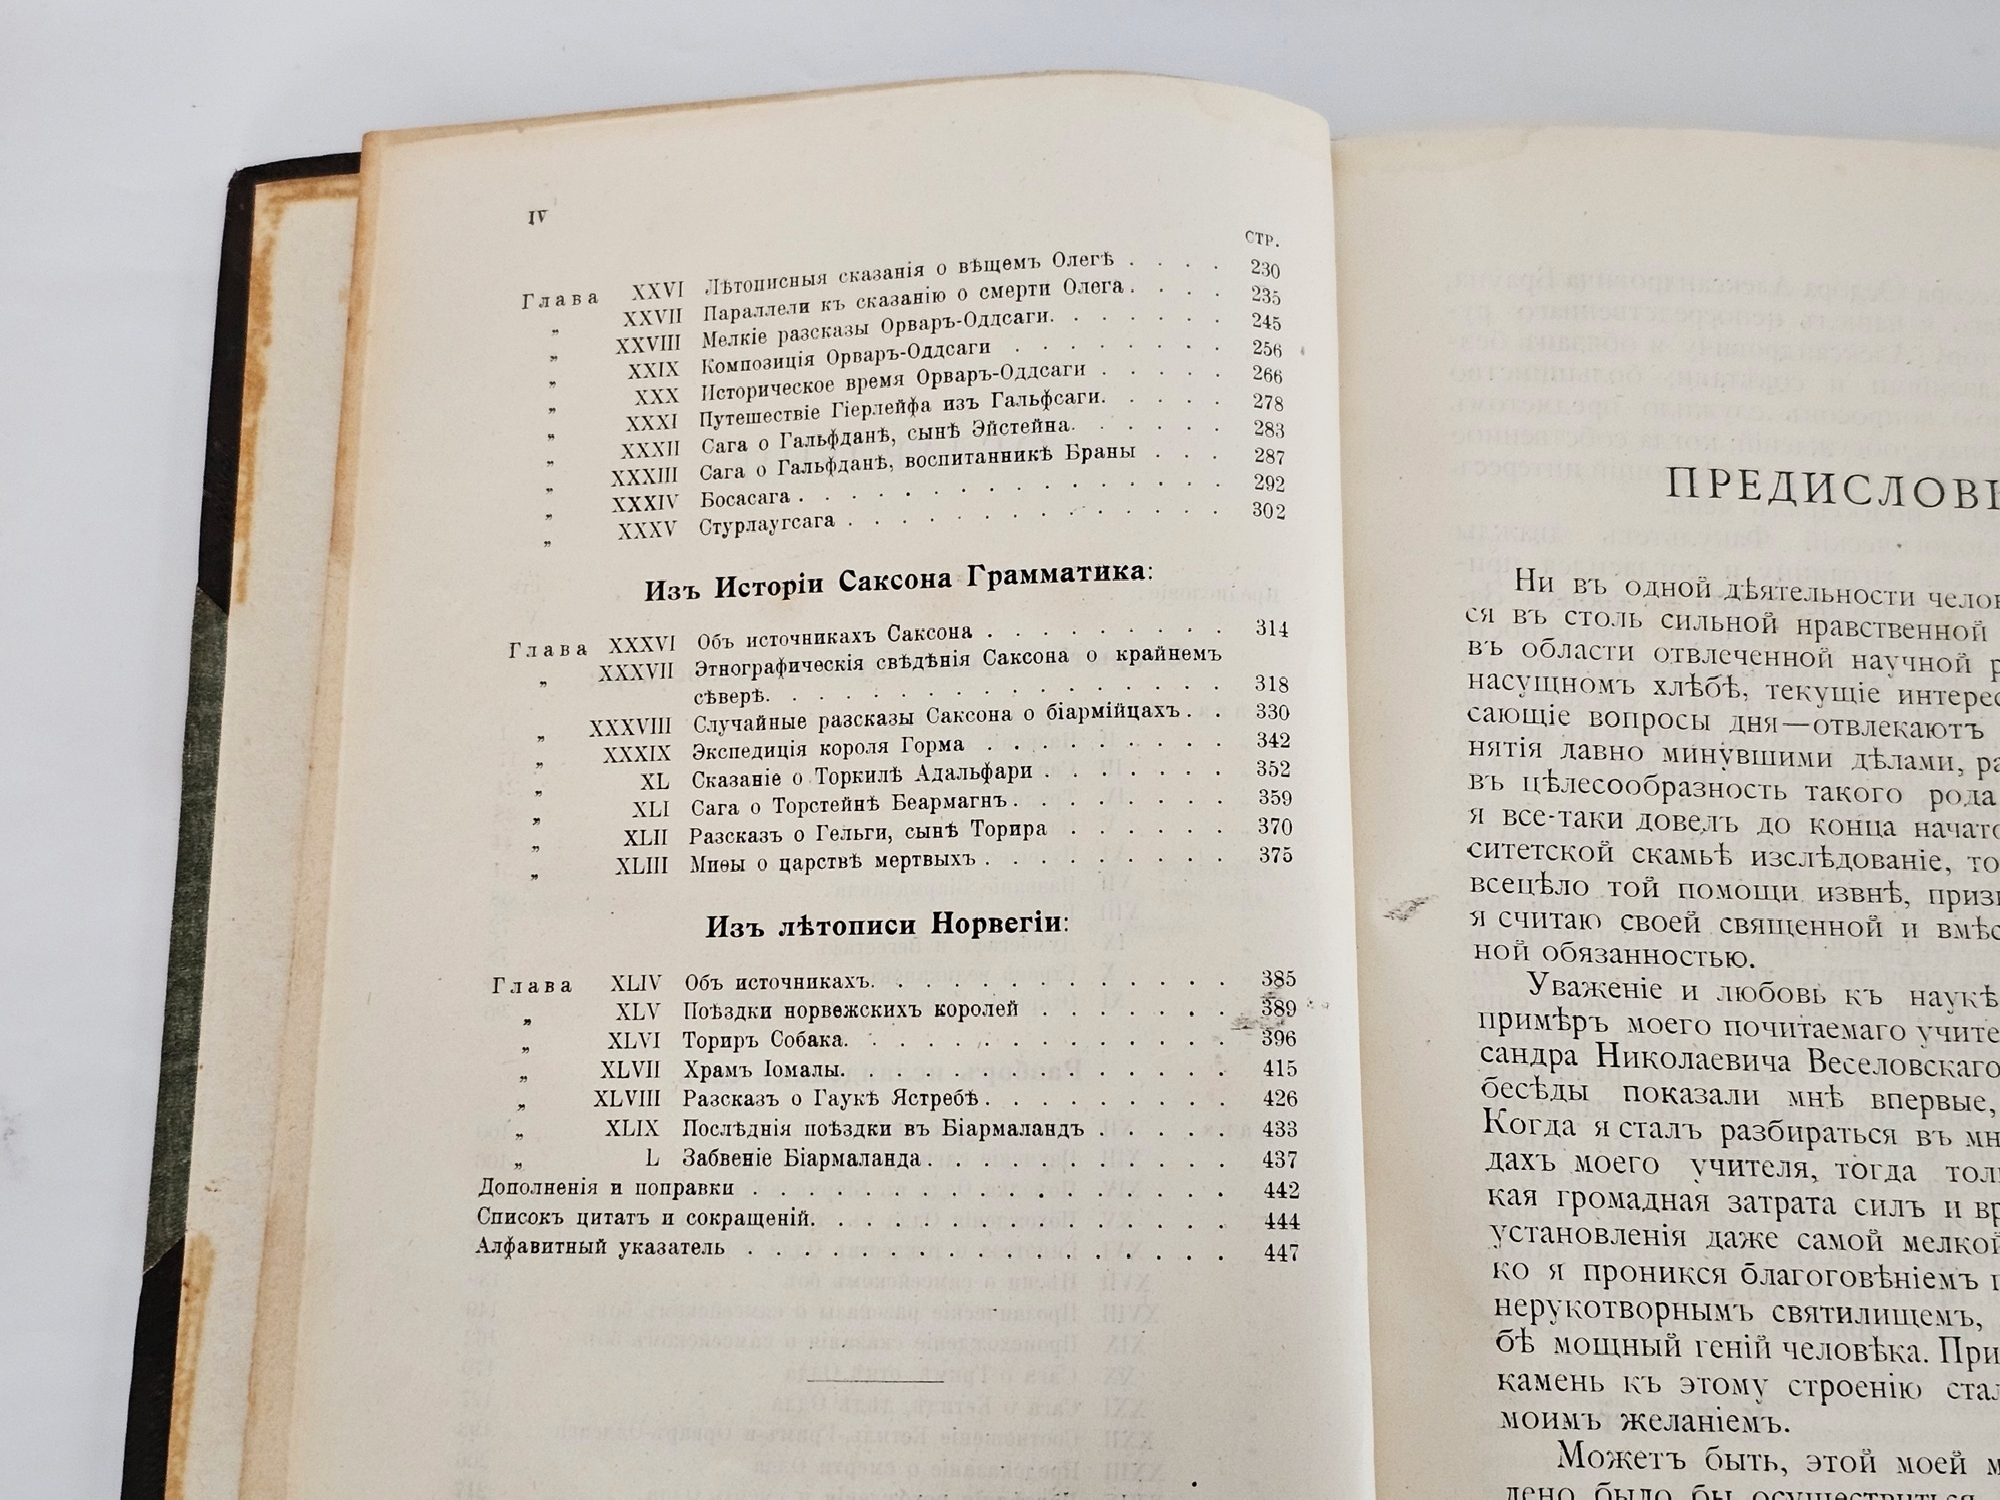 IV
СТР.
Глава XXVI Лѣтописныя сказанія о вѣщемъ Олегѣ . . . . 230
„ XXVII Параллели къ сказанію о смерти Олега . . . . 235
„ XXVIII Мелкіе разсказы Орваръ-Оддсаги. . . . . . . 245
„ XXIX Композиція Орваръ-Оддсаги . . . . . . . . 256
„ XXX Историческое время Орваръ-Оддсаги . . . . . 266
„ XXXI Путешествіе Гіерлейфа изъ Гальфсаги. . . . . 278
„ XXXII Сага о Гальфданѣ, сынѣ Эйстейна. . . . . . 283
„ XXXIII Сага о Гальфданѣ, воспитанникѣ Браны . . . 287
„ XXXIV Босасага . . . . . . . . . . . . . 292
„ XXXV Стурлаугсага . . . . . . . . . . . . 302
Изъ Исторіи Саксона Грамматика:
Глава XXXVI Объ источникахъ Саксона . . . . . . . . 314
„ XXXVII Этнографическія свѣдѣнія Саксона о крайнемъ
сѣверѣ. . . . . . . . . . . . . . . 318
„ XXXVIII Случайные разсказы Саксона о біармійцахъ . . 330
„ XXXIX Экспедиція короля Горма . . . . . . . . 342
„ XL Сказаніе о Торкилѣ Адальфари . . . . . . 352
„ XLI Сага о Торстейнѣ Беармагнъ . . . . . . . 359
„ XLII Разсказъ о Гельги, сынѣ Торира . . . . . . 370
„ XLIII Миѳы о царствѣ мертвыхъ . . . . . . . . 375
Изъ лѣтописи Норвегіи:
Глава XLIV Объ источникахъ. . . . . . . . . . . . 385
„ XLV Поѣздки норвежскихъ королей . . . . . . . 389
„ XLVI Ториръ Собака. . . . . . . . . . . . . 396
„ XLVII Храмъ Іомалы. . . . . . . . . . . . . 415
„ XLVIII Разсказъ о Гаукѣ Ястребѣ . . . . . . . . 426
„ XLIX Послѣднія поѣздки въ Біармаландъ . . . . . 433
„ L Забвеніе Біармаланда . . . . . . . . . . 437
Дополненія и поправки . . . . . . . . . . . . . . . . 442
Списокъ цитатъ и сокращеній. . . . . . . . . . . . . . 444
Алфавитный указатель . . . . . . . . . . . . . . . . 447
ПРЕДИСЛОВІ
Ни въ одной дѣятельности челов
ся въ столь сильной нравственной
въ области отвлеченной научной р
насущномъ хлѣбѣ, текущіе интерес
сающіе вопросы дня—отвлекаютъ
нятія давно минувшими дѣлами, ра
въ цѣлесообразность такого рода
я все-таки довелъ до конца начато
ситетской скамьѣ изслѣдованіе, то
всецѣло той помощи извнѣ, призн
я считаю своей священной и вмѣс
ной обязанностью.
Уваженіе и любовь къ наукѣ
примѣръ моего почитаемаго учите
сандра Николаевича Веселовскаго
бесѣды показали мнѣ впервые,
Когда я сталъ разбираться въ мн
дахъ моего учителя, тогда тол
кая громадная затрата силъ и вр
установленія даже самой мелкой
ко я проникся благоговѣніемъ п
нерукотворнымъ святилищемъ,
бѣ мощный геній человѣка. При
камень къ этому строенію ста
моимъ желаніемъ.
Можетъ быть, этой моей м
дено было бы осуществиться